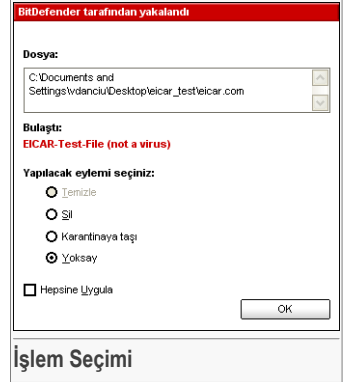 BitDefender tarafından yakalandı
Dosya:
C:\Documents and
Settings\vdanciu\Desktop\eicar_test\eicar.com
Bulaştı:
EICAR-Test-File (not a virus)
Yapılacak eylemi seçiniz:
Temizle
Sil
Karantinaya taşı
Yoksay
Hepsine Uygula
OK
İşlem Seçimi